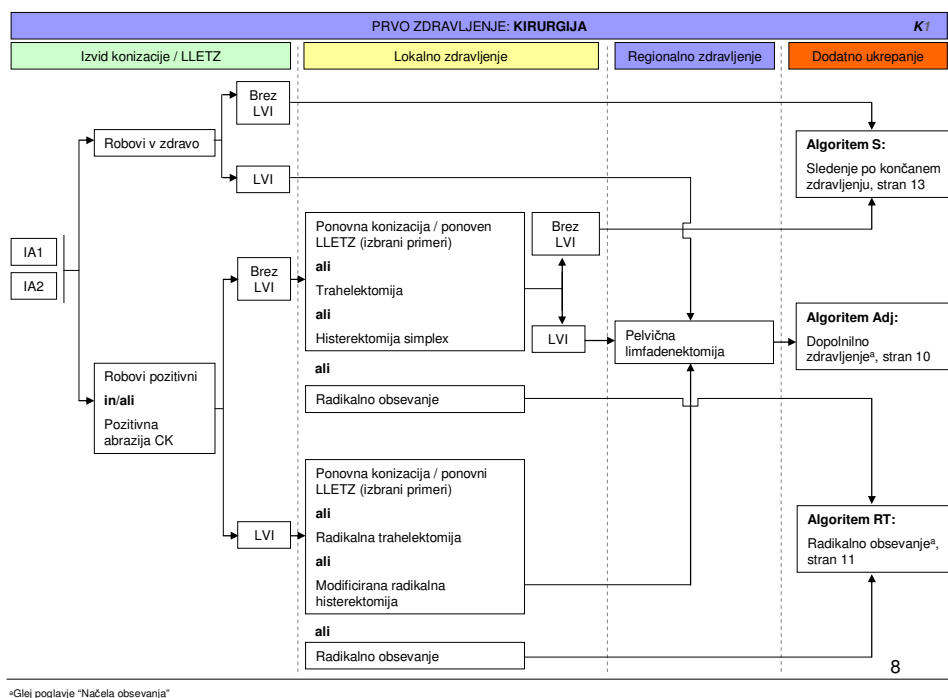 PRVO ZDRAVLJENJE: KIRURGIJA
K1
Izvid konizacije / LLETZ
Lokalno zdravljenje
Regionalno zdravljenje
Dodatno ukrepanje
IA1
IA2
Robovi v zdravo
Brez
LVI
LVI
Robovi pozitivni
in/ali
Pozitivna
abrazija CK
Brez
LVI
LVI
Ponovna konizacija / ponoven
LLETZ (izbrani primeri)
ali
Trahelektomija
ali
Histerektomija simplex
ali
Radikalno obsevanje
Brez
LVI
LVI
Ponovna konizacija / ponovni
LLETZ (izbrani primeri)
ali
Radikalna trahelektomija
ali
Modificirana radikalna
histerektomija
ali
Radikalno obsevanje
Pelvična
limfadenektomija
Algoritem S:
Sledenje po končanem
zdravljenju, stran 13
Algoritem Adj:
Dopolnilno
zdravljenjeᵃ, stran 10
Algoritem RT:
Radikalno obsevanjeᵃ,
stran 11
8
ᵃGlej poglavje "Načela obsevanja"